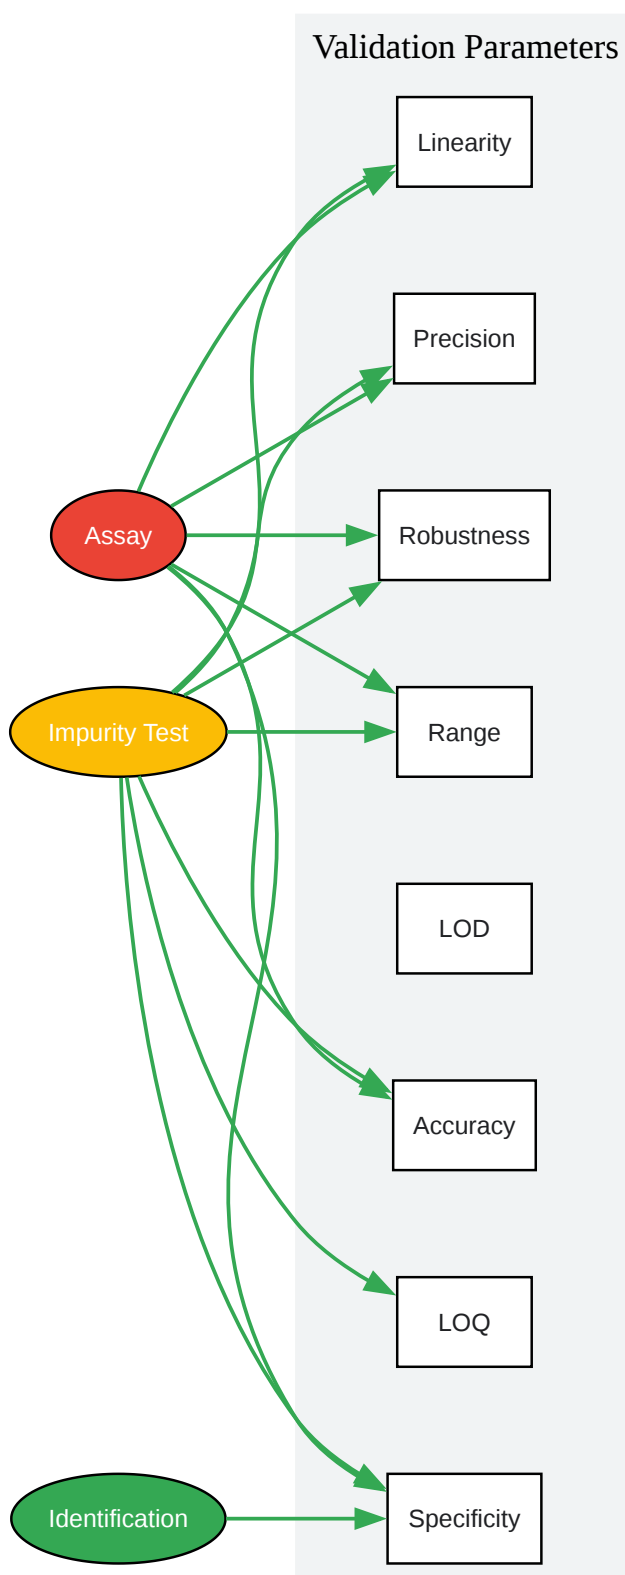 Validation Parameters
Linearity
Precision
Assay
Robustness
Impurity Test
Range
LOD
Accuracy
LOQ
Identification
Specificity